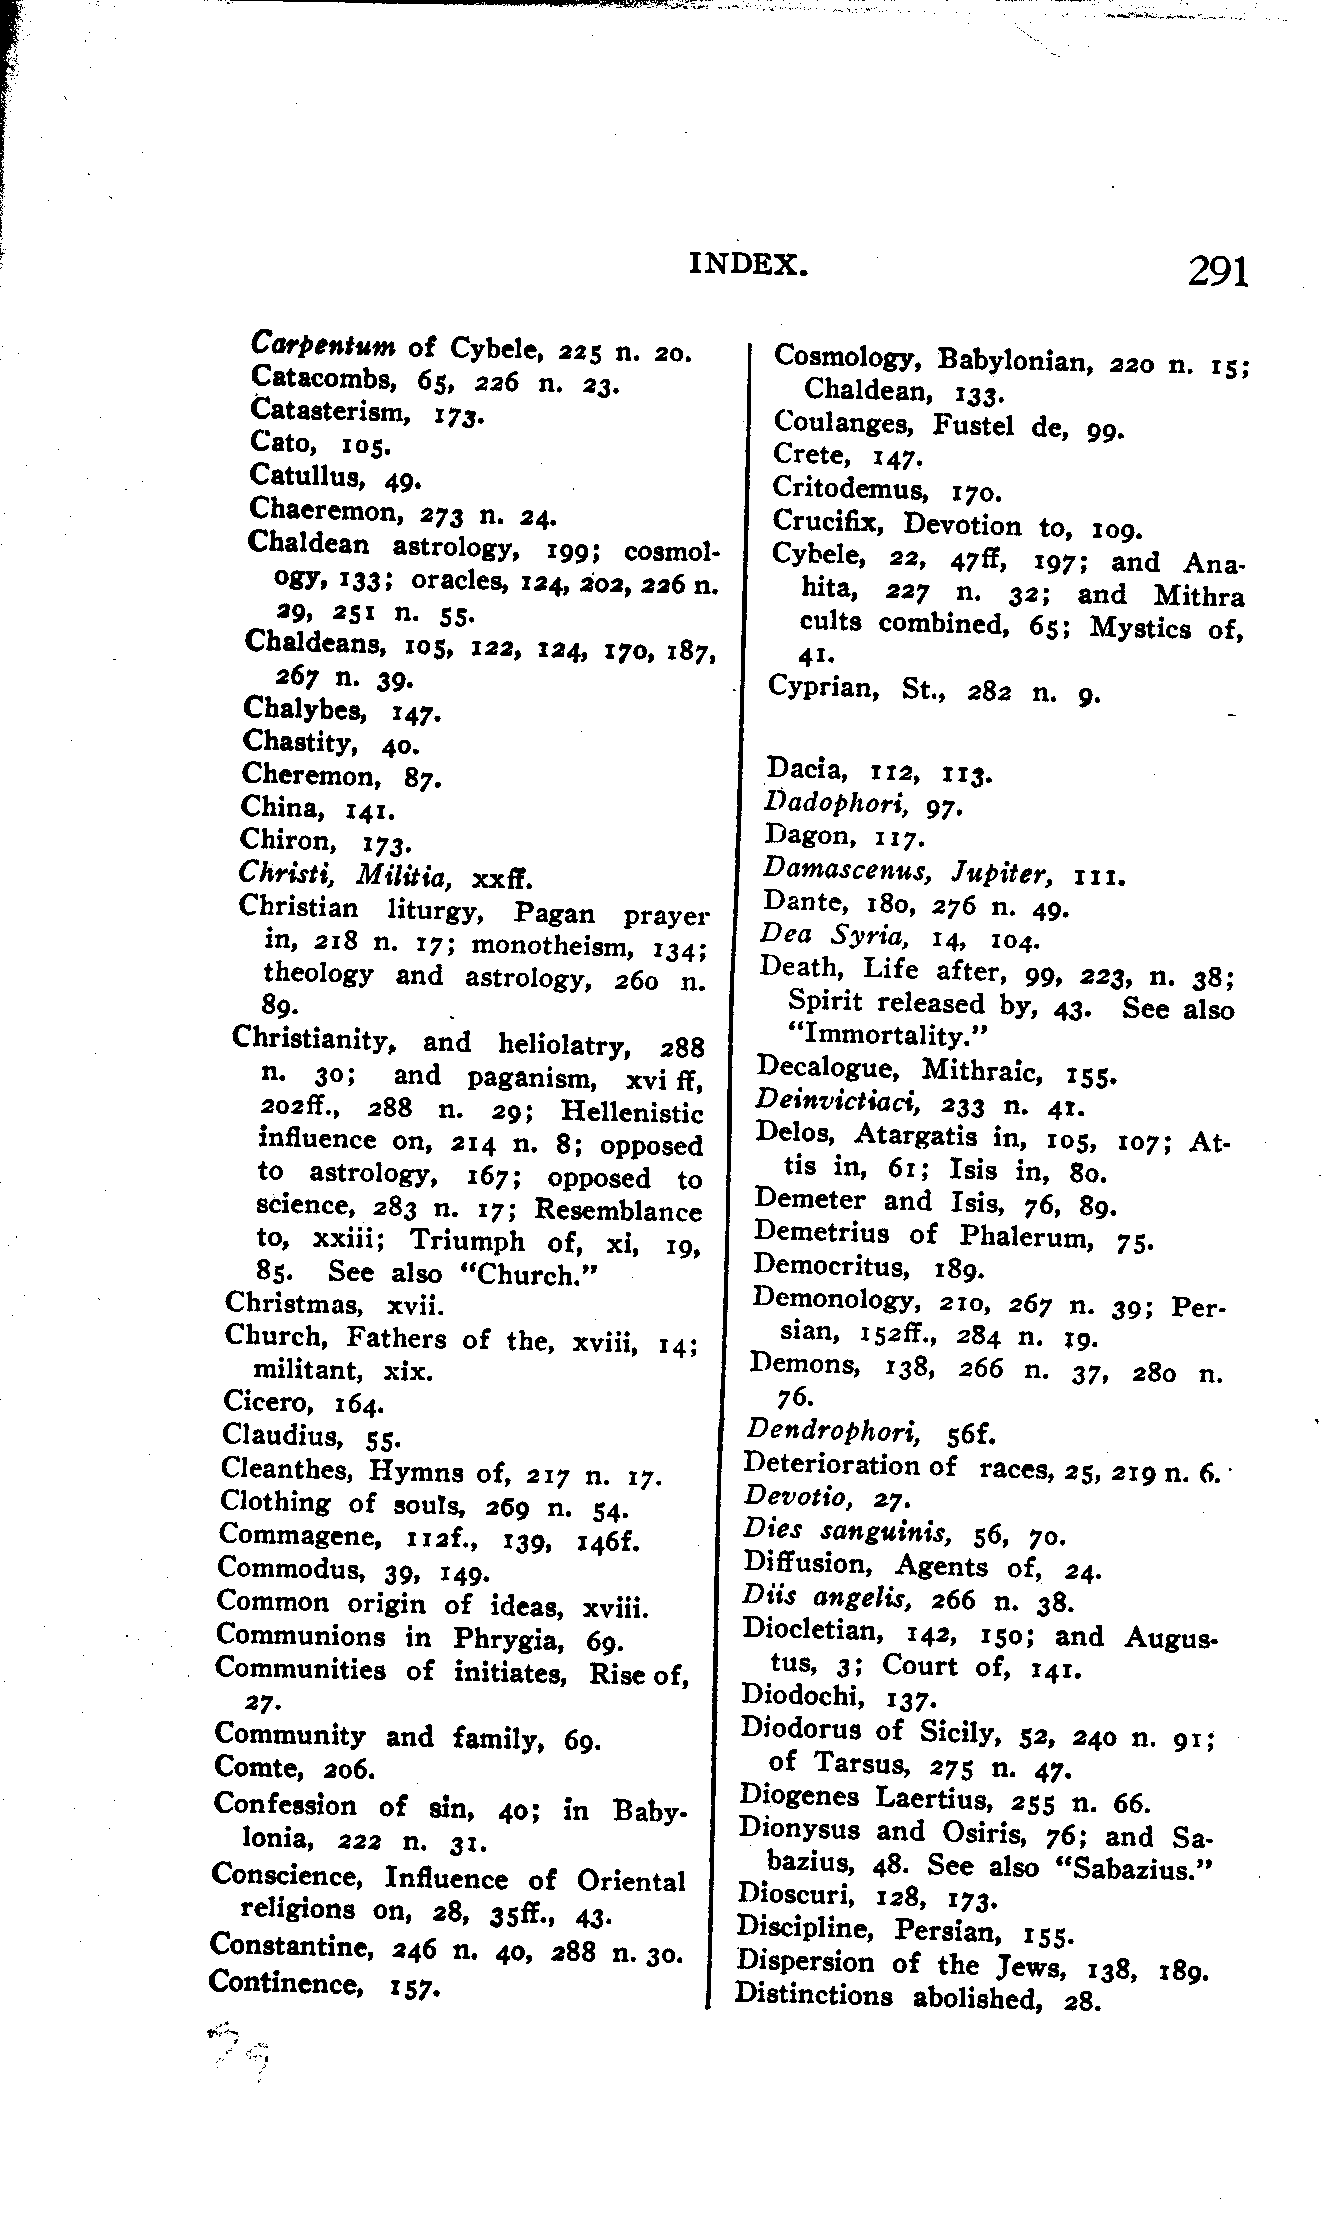 INDEX. 291
Carpentum of Cybele, 225 n. 20.
Catacombs, 65, 226 n. 23.
Catasterism, 173.
Cato, 105.
Catullus, 49.
Chaeremon, 273 n. 24.
Chaldean astrology, 199; cosmol-
ogy, 133; oracles, 124, 202, 226 n.
29, 251 n. 55.
Chaldeans, 105, 122, 124, 170, 187,
267 n. 39.
Chalybes, 147.
Chastity, 40.
Cheremon, 87.
China, 141.
Chiron, 173.
Christi, Militia, xxff.
Christian liturgy, Pagan prayer
in, 218 n. 17; monotheism, 134;
theology and astrology, 260 n.
89.
Christianity, and heliolatry, 288
n. 30; and paganism, xvi ff,
202ff., 288 n. 29; Hellenistic
influence on, 214 n. 8; opposed
to astrology, 167; opposed to
science, 283 n. 17; Resemblance
to, xxiii; Triumph of, xi, 19,
85. See also "Church."
Christmas, xvii.
Church, Fathers of the, xviii, 14;
militant, xix.
Cicero, 164.
Claudius, 55.
Cleanthes, Hymns of, 217 n. 17.
Clothing of souls, 269 n. 54.
Commagene, 112f., 139, 146f.
Commodus, 39, 149.
Common origin of ideas, xviii.
Communions in Phrygia, 69.
Communities of initiates, Rise of,
27.
Community and family, 69.
Comte, 206.
Confession of sin, 40; in Baby-
lonia, 222 n. 31.
Conscience, Influence of Oriental
religions on, 28, 35ff., 43.
Constantine, 246 n. 40, 288 n. 30.
Continence, 157.
Cosmology, Babylonian, 220 n. 15;
Chaldean, 133.
Coulanges, Fustel de, 99.
Crete, 147.
Critodemus, 170.
Crucifix, Devotion to, 109.
Cybele, 22, 47ff, 197; and Ana-
hita, 227 n. 32; and Mithra
cults combined, 65; Mystics of,
41.
Cyprian, St., 282 n. 9.
Dacia, 112, 113.
Dadophori, 97.
Dagon, 117.
Damascenus, Jupiter, 111.
Dante, 180, 276 n. 49.
Dea Syria, 14, 104.
Death, Life after, 99, 223, n. 38;
Spirit released by, 43. See also
"Immortality."
Decalogue, Mithraic, 155.
Deinvictiaci, 233 n. 41.
Delos, Atargatis in, 105, 107; At-
tis in, 61; Isis in, 80.
Demeter and Isis, 76, 89.
Demetrius of Phalerum, 75.
Democritus, 189.
Demonology, 210, 267 n. 39; Per-
sian, 152ff., 284 n. 19.
Demons, 138, 266 n. 37, 280 n.
76.
Dendrophori, 56f.
Deterioration of races, 25, 219 n. 6.
Devotio, 27.
Dies sanguinis, 56, 70.
Diffusion, Agents of, 24.
Diis angelis, 266 n. 38.
Diocletian, 142, 150; and Augus-
tus, 3; Court of, 141.
Diodochi, 137.
Diodorus of Sicily, 52, 240 n. 91;
of Tarsus, 275 n. 47.
Diogenes Laertius, 255 n. 66.
Dionysus and Osiris, 76; and Sa-
bazius, 48. See also "Sabazius."
Dioscuri, 128, 173.
Discipline, Persian, 155.
Dispersion of the Jews, 138, 189.
Distinctions abolished, 28.